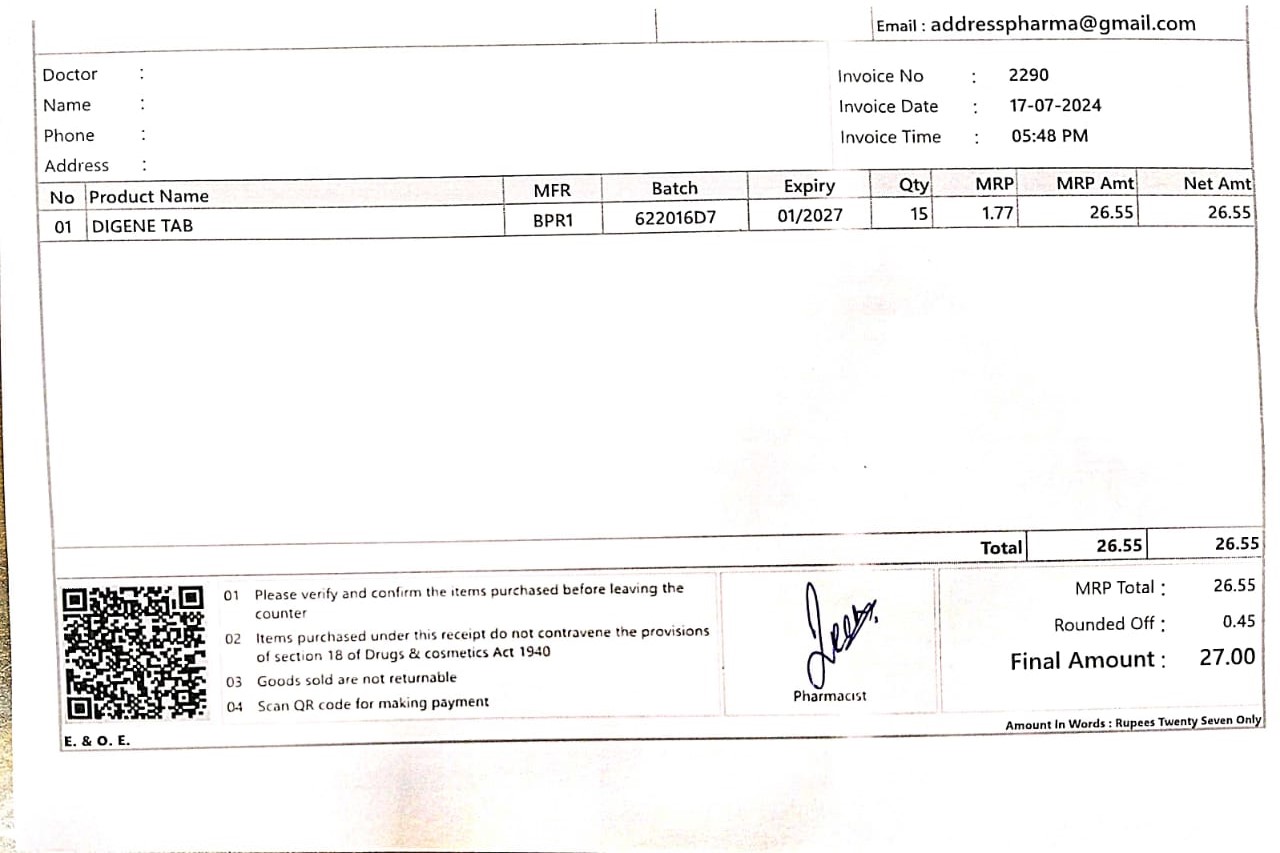 Email : addresspharma@gmail.com
Doctor :
Name :
Phone :
Address :
Invoice No : 2290
Invoice Date : 17-07-2024
Invoice Time : 05:48 PM
No Product Name MFR Batch Expiry Qty MRP MRP Amt Net Amt
01 DIGENE TAB BPR1 622016D7 01/2027 15 1.77 26.55 26.55
Total 26.55 26.55
01 Please verify and confirm the items purchased before leaving the
counter
02 Items purchased under this receipt do not contravene the provisions
of section 18 of Drugs & cosmetics Act 1940
03 Goods sold are not returnable
04 Scan QR code for making payment
Pharmacist
MRP Total : 26.55
Rounded Off : 0.45
Final Amount : 27.00
Amount In Words : Rupees Twenty Seven Only
E. & O. E.